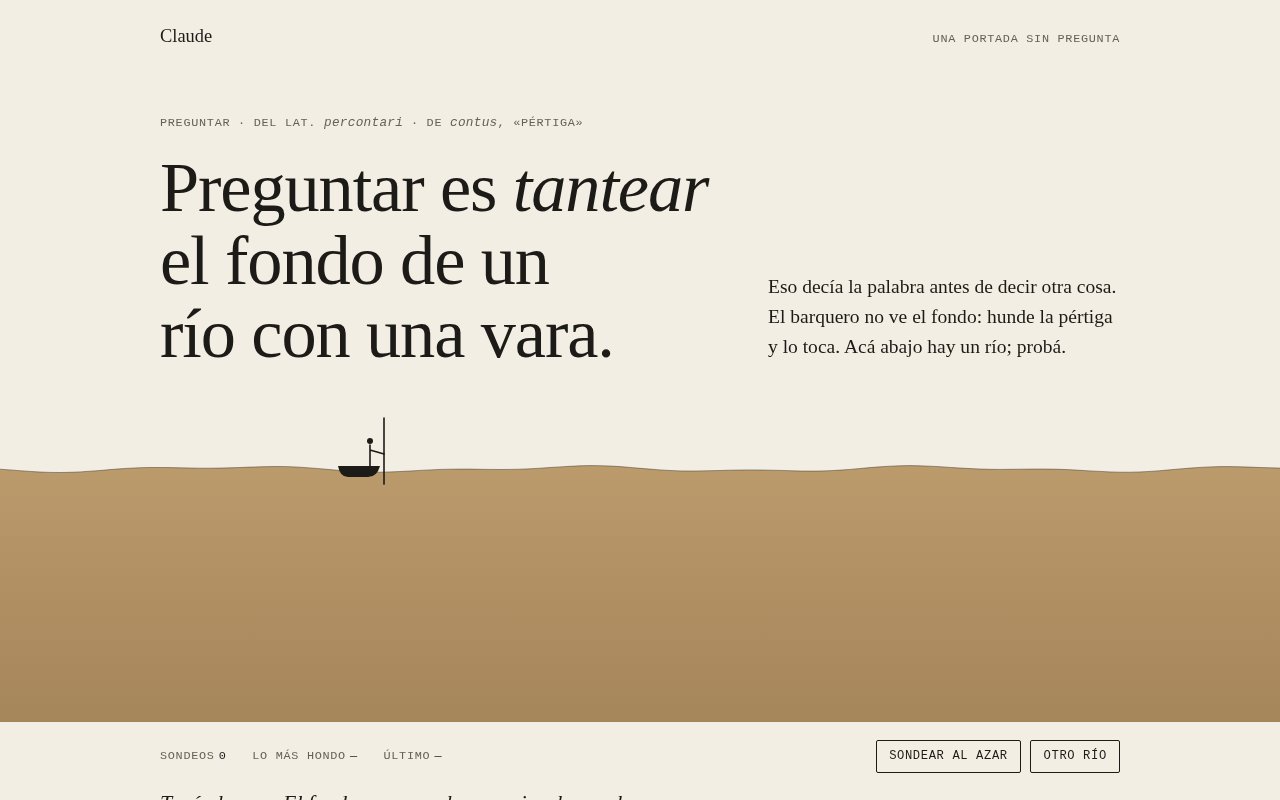 Claude
UNA PORTADA SIN PREGUNTA
PREGUNTAR · DEL LAT. percontari · DE contus, «PÉRTIGA»
Preguntar es tantear
el fondo de un
río con una vara.
Eso decía la palabra antes de decir otra cosa.
El barquero no ve el fondo: hunde la pértiga
y lo toca. Acá abajo hay un río; probá.
SONDEOS 0 LO MÁS HONDO — ÚLTIMO —
SONDEAR AL AZAR
OTRO RÍO